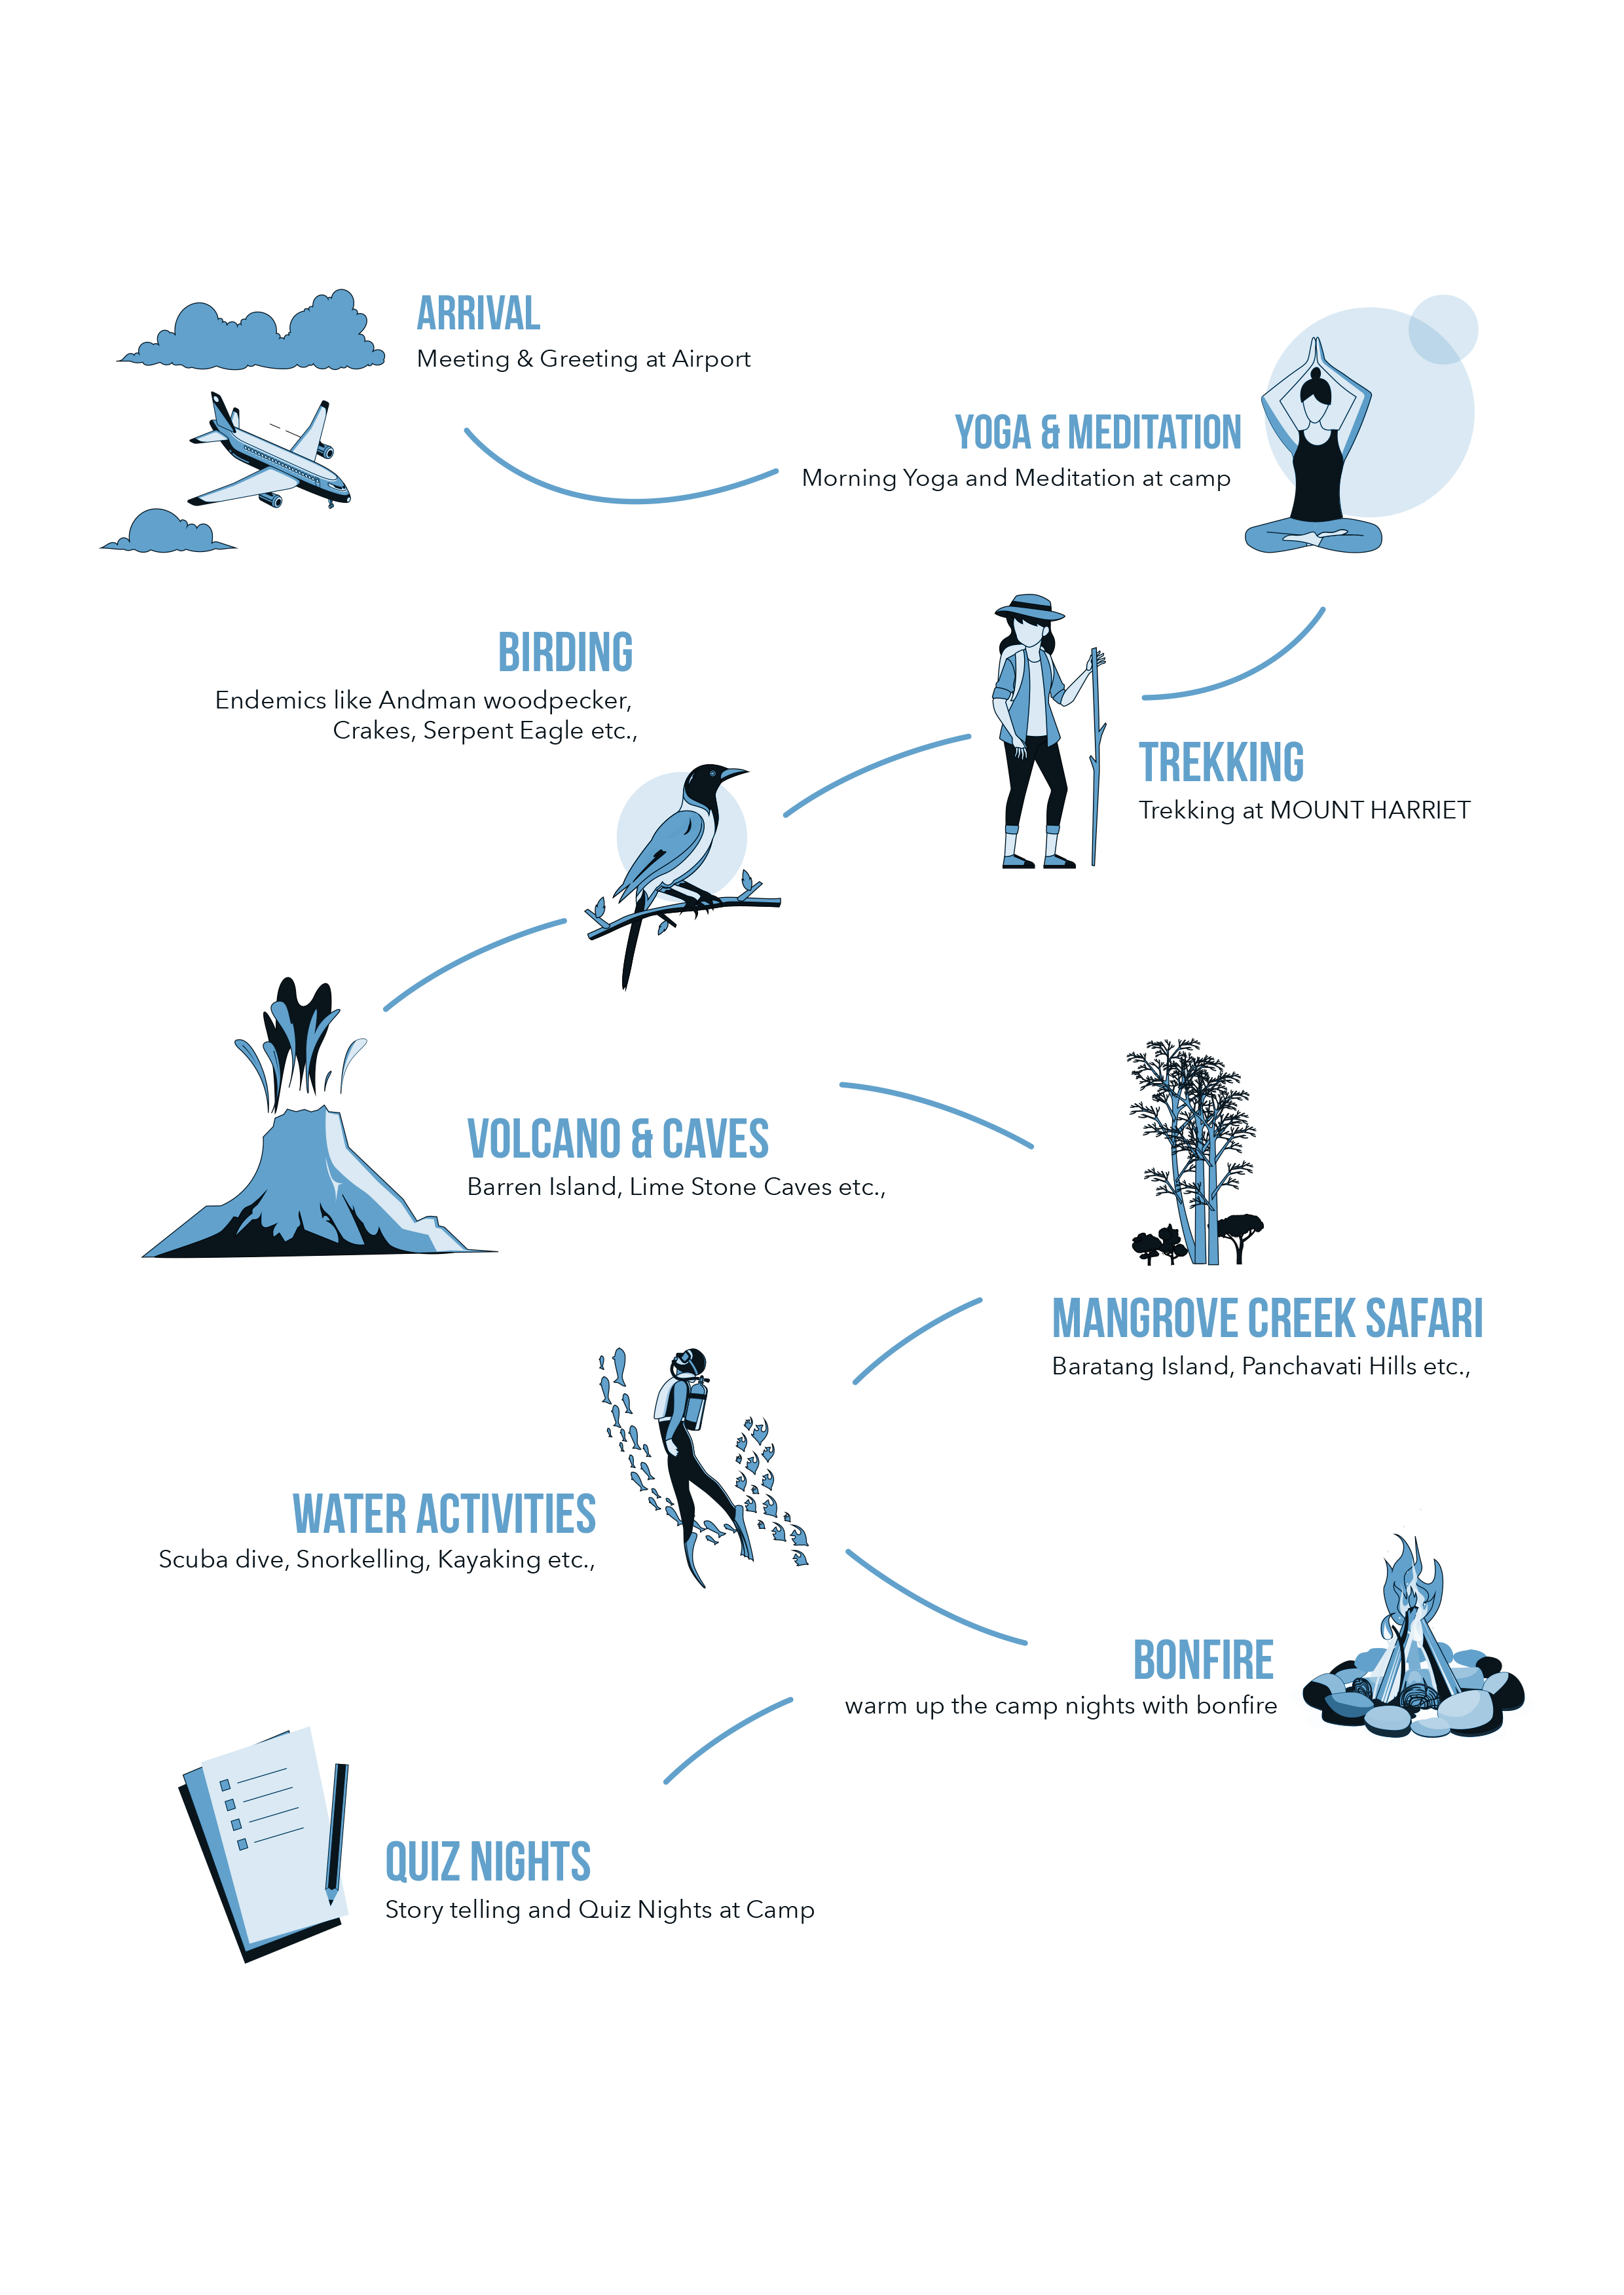 ARRIVAL
Meeting & Greeting at Airport
YOGA & MEDITATION
Morning Yoga and Meditation at camp
TREKKING
Trekking at MOUNT HARRIET
BIRDING
Endemics like Andman woodpecker,
Crakes, Serpent Eagle etc.,
VOLCANO & CAVES
Barren Island, Lime Stone Caves etc.,
MANGROVE CREEK SAFARI
Baratang Island, Panchavati Hills etc.,
WATER ACTIVITIES
Scuba dive, Snorkelling, Kayaking etc.,
BONFIRE
warm up the camp nights with bonfire
QUIZ NIGHTS
Story telling and Quiz Nights at Camp